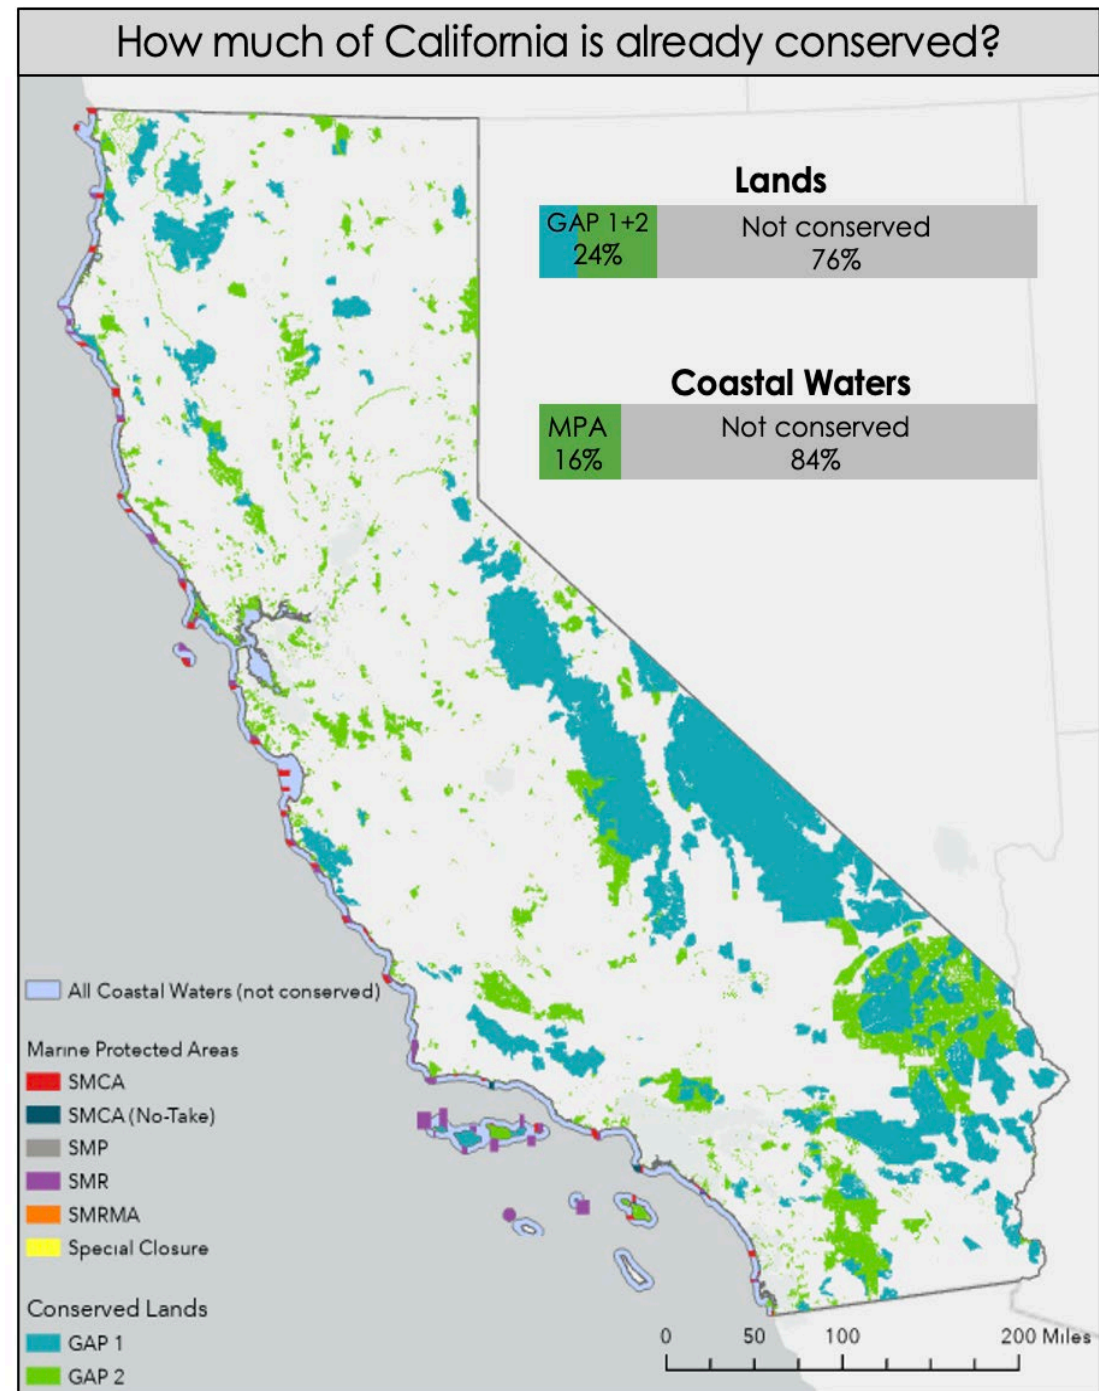 How much of California is already conserved?
Lands
GAP 1+2
24%
Not conserved
76%
Coastal Waters
MPA
16%
Not conserved
84%
All Coastal Waters (not conserved)
Marine Protected Areas
SMCA
SMCA (No-Take)
SMP
SMR
SMRMA
Special Closure
Conserved Lands
GAP 1
GAP 2
0 50 100 200 Miles